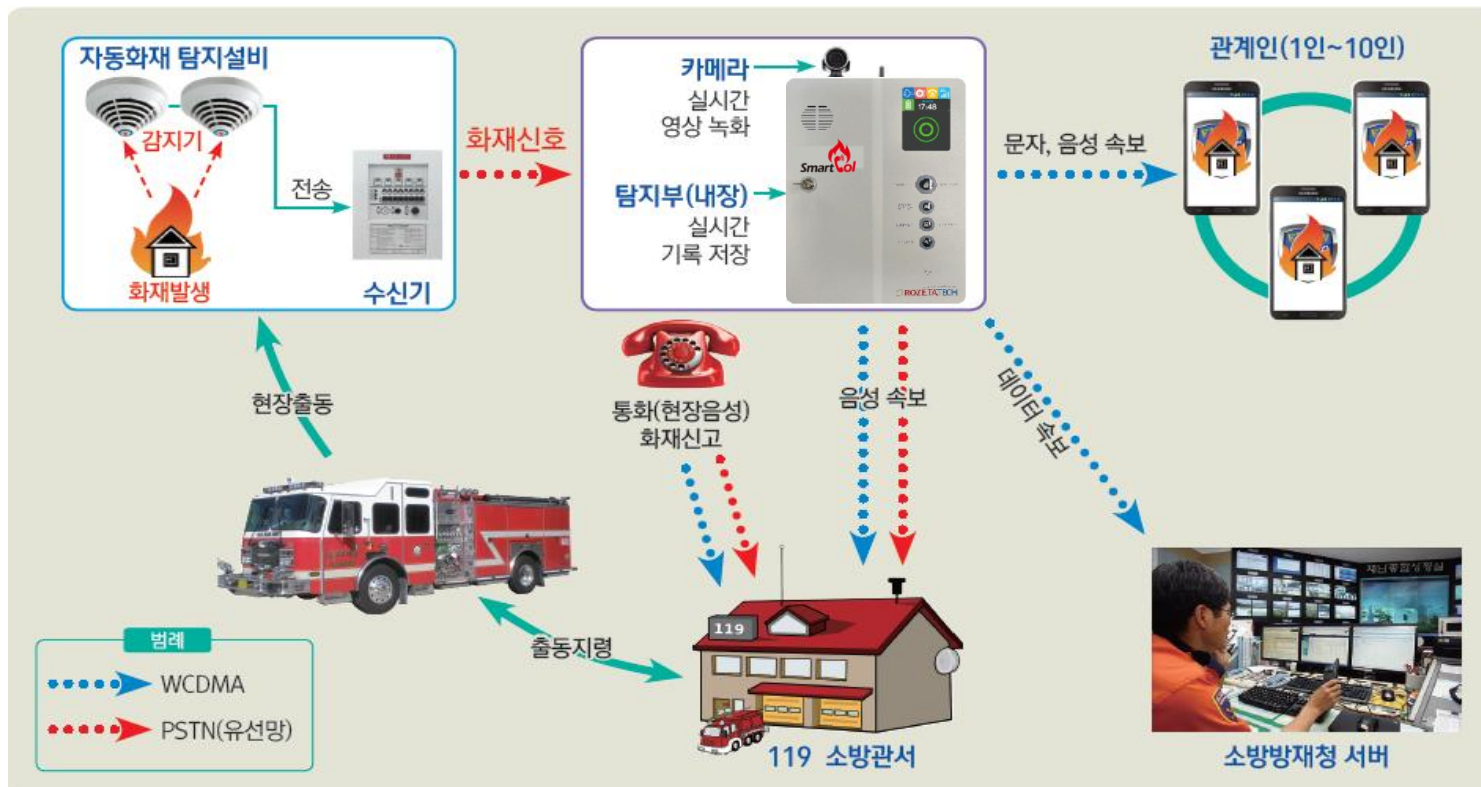 자동화재 탐지설비
감지기
전송
화재발생
수신기
화재신호
카메라
실시간
영상 녹화
탐지부(내장)
실시간
기록 저장
17:48
SmartCol
ROZETATECH
문자, 음성 속보
관계인(1인~10인)
현장출동
통화(현장음성)
화재신고
음성 속보
데이터 속보
출동지령
119
119 소방관서
소방방재청 서버
범례
WCDMA
PSTN(유선망)